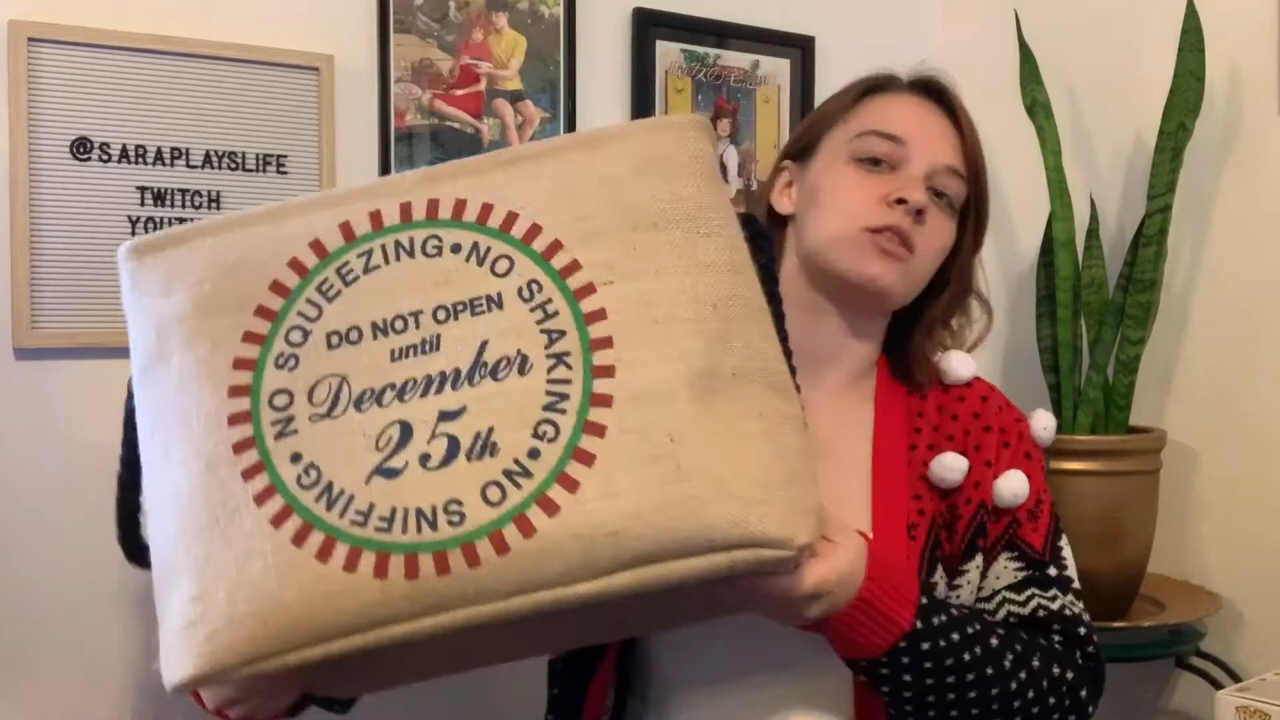 @SARAPLAYSLIFE
TWITCH
NO SQUEEZING•NO SHAKING•NO SNIFFING•
DO NOT OPEN
until
December
25th